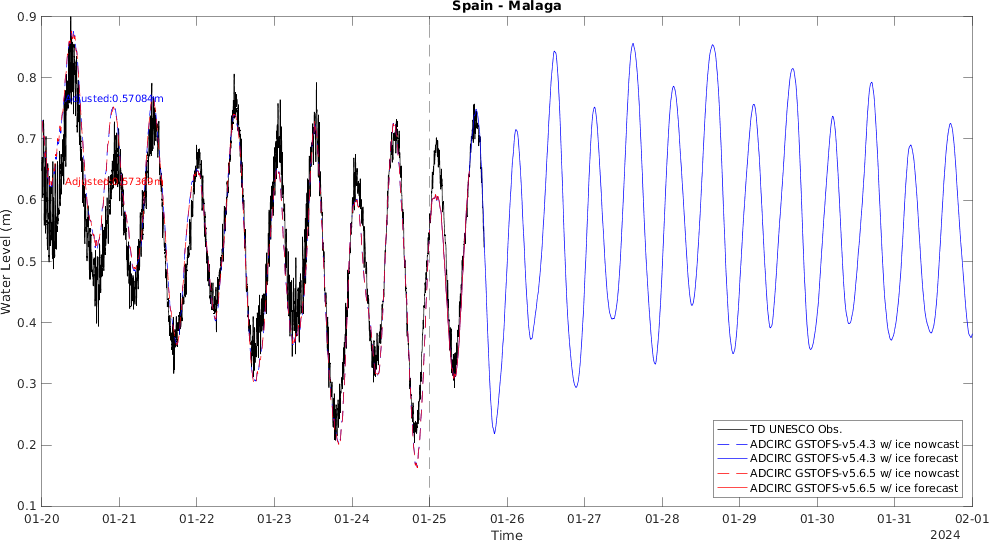 Spain - Malaga
0.9
0.8
0.7
0.6
0.5
0.4
0.3
0.2
0.1
Water Level (m)
Adjusted:0.57084m
Adjusted:0.57369m
TD UNESCO Obs.
ADCIRC GSTOFS-v5.4.3 w/ ice nowcast
ADCIRC GSTOFS-v5.4.3 w/ ice forecast
ADCIRC GSTOFS-v5.6.5 w/ ice nowcast
ADCIRC GSTOFS-v5.6.5 w/ ice forecast
01-20 01-21 01-22 01-23 01-24 01-25 01-26 01-27 01-28 01-29 01-30 01-31 02-01
Time
2024